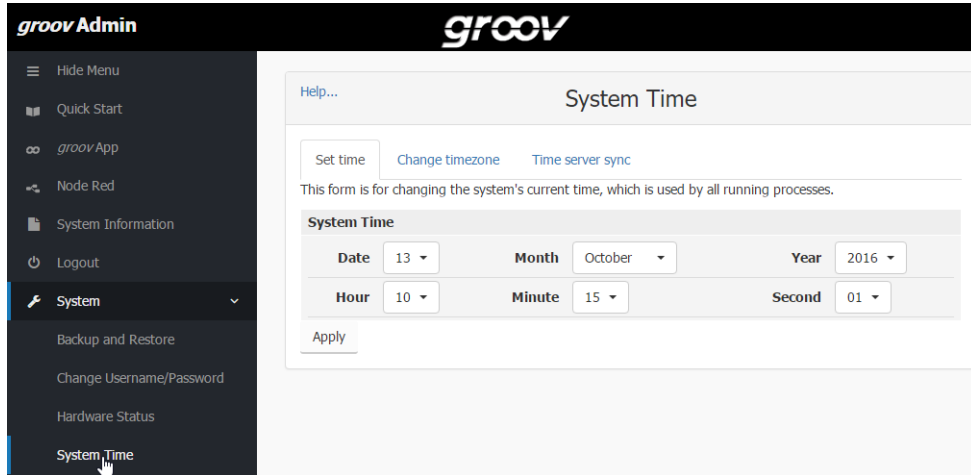 groov Admin
groov
Hide Menu
Quick Start
groov App
Node Red
System Information
Logout
System
Backup and Restore
Change Username/Password
Hardware Status
System Time
Help...
System Time
Set time Change timezone Time server sync
This form is for changing the system's current time, which is used by all running processes.
System Time
Date 13 Month October Year 2016
Hour 10 Minute 15 Second 01
Apply